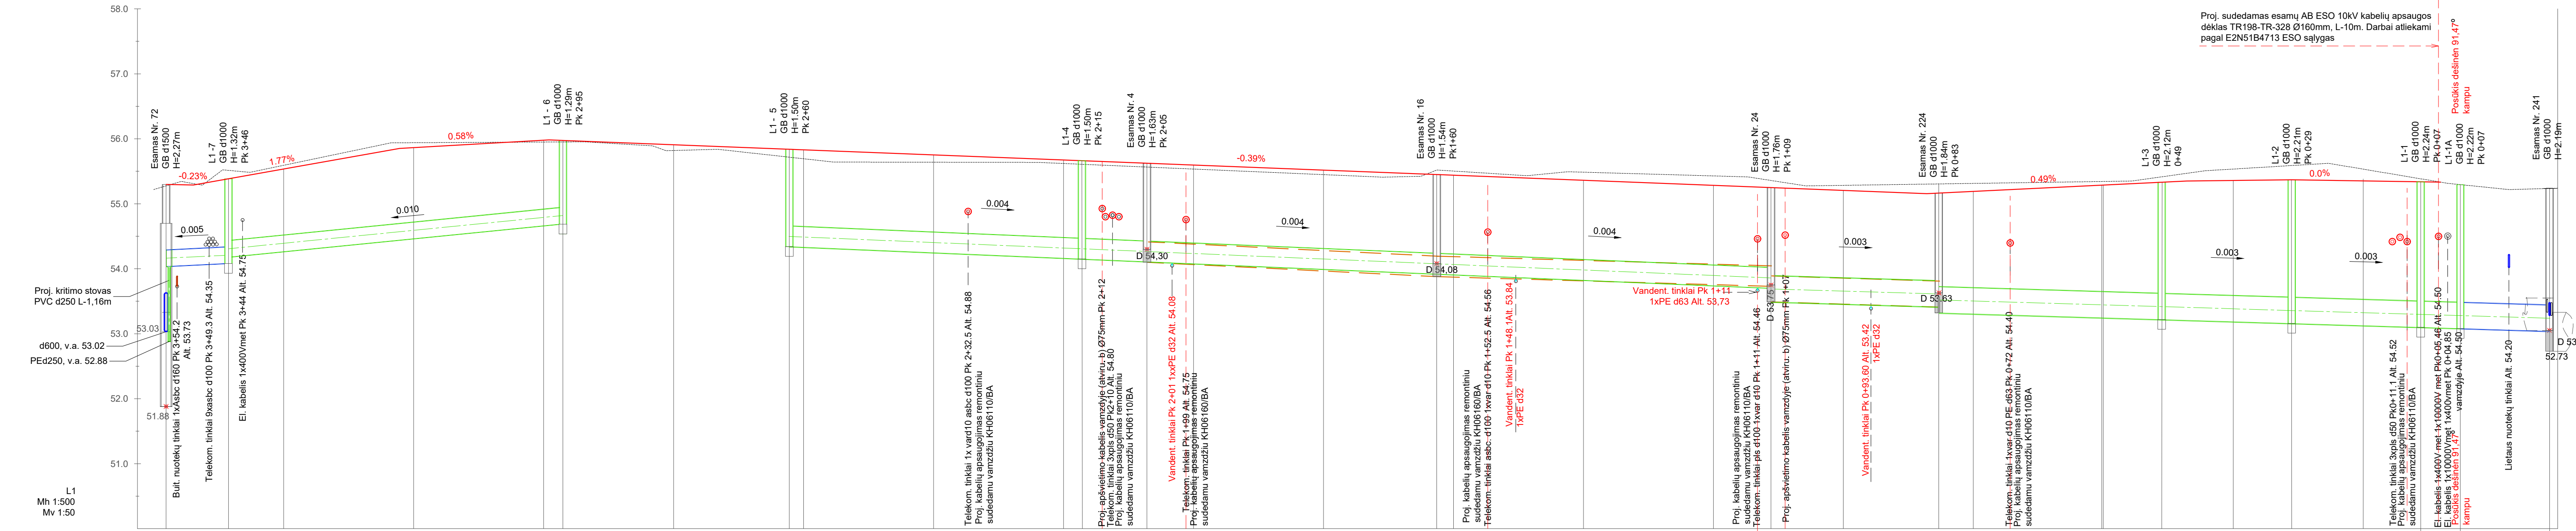 58.0
57.0
56.0
55.0
54.0
53.0
52.0
51.0
L1
Mh 1:500
Mv 1:50
Proj. kritimo stovas
PVC d250 L-1,16m
53.03
d600, v.a. 53.02
PEd250, v.a. 52.88
51.88
Esamas Nr. 72
GB d1500
H=2,27m
-0.23%
0.005
L1-7
GB d1000
H=1.32m
Pk 3+46
1.77%
0.58%
0.010
Buit. nuotekų tinklai 1xAsbc d160 Pk 3+54.2
Alt. 53.73
Telekom. tinklai 9xasbc d100 Pk 3+49.3 Alt. 54.35
El. kabelis 1x400Vmet Pk 3+44 Alt. 54.75
L1 - 6
GB d1000
H=1.29m
Pk 2+95
L1 - 5
GB d1000
H=1.50m
Pk 2+60
0.004
Telekom. tinklai 1x vard10 asbc d100 Pk 2+32.5 Alt. 54.88
Proj. kabelių apsaugojimas remontiniu
sudedamu vamzdžiu KH06110/BA
L1-4
GB d1000
H=1.50m
Pk 2+15
Proj. apšvietimo kabelis vamzdyje (atviru. b) Ø75mm Pk 2+12
Telekom. tinklai 3xpls d50 Pk2+10 Alt. 54.80
Proj. kabelių apsaugojimas remontiniu
sudedamu vamzdžiu KH06110/BA
Esamas Nr. 4
GB d1000
H=1,63m
Pk 2+05
D 54,30
Vandent. tinklai Pk 2+01 1xxPE d32 Alt. 54.08
Telekom. tinklai Pk 1+99 Alt. 54.75
Proj. kabelių apsaugojimas remontiniu
sudedamu vamzdžiu KH06160/BA
-0.39%
0.004
Esamas Nr. 16
GB d1000
H=1.54m
Pk1+60
D 54,08
Proj. kabelių apsaugojimas remontiniu
sudedamu vamzdžiu KH06160/BA
Telekom. tinklai asbc. d100 1xvar d10 Pk 1+52.5 Alt. 54.56
Vandent. tinklai Pk 1+48.1Alt. 53.84
1xPE d32
0.004
Vandent. tinklai Pk 1+11
1xPE d63 Alt. 53,73
Esamas Nr. 24
GB d1000
H=1,76m
Pk 1+09
D 53,75
Proj. kabelių apsaugojimas remontiniu
sudedamu vamzdžiu KH06110/BA
Telekom. tinklai pls d100 1xvar d10 Pk 1+11 Alt. 54.46
Proj. apšvietimo kabelis vamzdyje (atviru. b) Ø75mm Pk 1+07
0.003
Vandent. tinklai Pk 0+93.60 Alt. 53.42
1xPE d32
Esamas Nr. 224
GB d1000
H=1.84m
Pk 0+83
D 53.63
0.49%
Telekom. tinklai 1xvar d10 PE d63 Pk 0+72 Alt. 54.40
Proj. kabelių apsaugojimas remontiniu
sudedamu vamzdžiu KH06110/BA
L1-3
GB d1000
H=2.12m
0+49
0.003
L1-2
GB d1000
H=2.21m
Pk 0+29
0.0%
0.003
Proj. sudedamas esamų AB ESO 10kV kabelių apsaugos
dėklas TR198-TR-328 Ø160mm, L-10m. Darbai atliekami
pagal E2N51B4713 ESO sąlygas
Posūkis dešinėn 91,47°
kampu
L1-1
GB d1000
H=2.24m
Pk 0+07
L1-1A
GB d1000
H=2.22m
Pk 0+07
Telekom. tinklai 3xpls d50 Pk0+11,1 Alt. 54.52
Proj. kabelių apsaugojimas remontiniu
sudedamu vamzdžiu KH06110/BA
El. kabelis 1x400V met 1x10000V met Pk0+05,46 Alt. 54.50
El. kabelis 1x10000Vmet 1x400vmet Pk 0+04,85
vamzdyje Alt. 54.50
Posūkis dešinėn 91,47°
kampu
Lietaus nuotekų tinklai Alt. 54.20
Esamas Nr. 241
GB d1000
H=2.19m
D 53
52.73